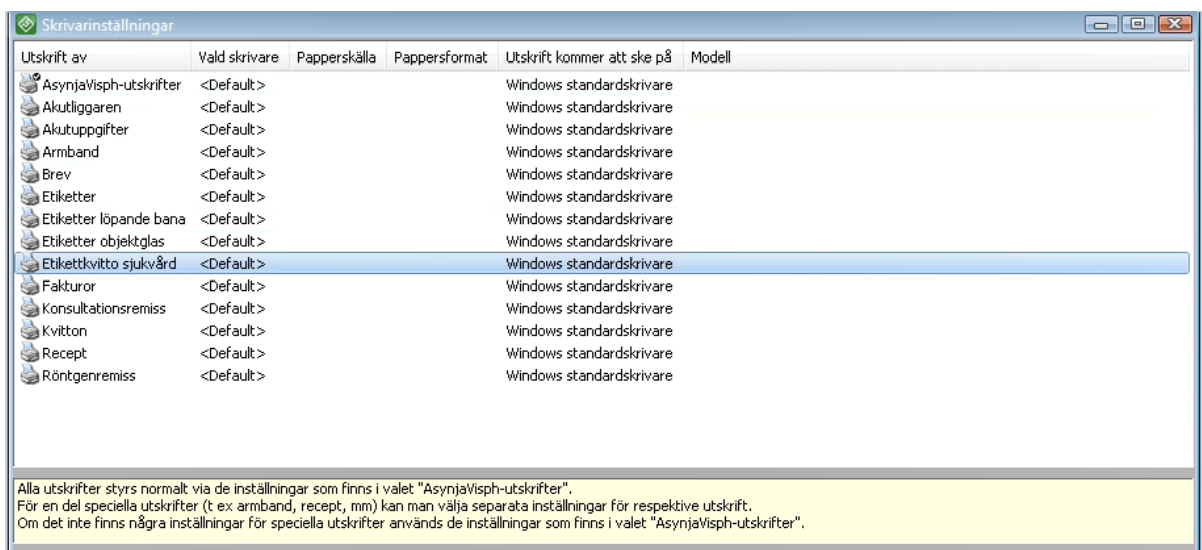 Skrivarinställningar
Utskrift av Vald skrivare Papperskälla Pappersformat Utskrift kommer att ske på Modell
AsynjaVisph-utskrifter <Default> Windows standardskrivare
Akutliggaren <Default> Windows standardskrivare
Akutuppgifter <Default> Windows standardskrivare
Armband <Default> Windows standardskrivare
Brev <Default> Windows standardskrivare
Etiketter <Default> Windows standardskrivare
Etiketter löpande bana <Default> Windows standardskrivare
Etiketter objektglas <Default> Windows standardskrivare
Etikettkvitto sjukvård <Default> Windows standardskrivare
Fakturor <Default> Windows standardskrivare
Konsultationsremiss <Default> Windows standardskrivare
Kvitton <Default> Windows standardskrivare
Recept <Default> Windows standardskrivare
Röntgenremiss <Default> Windows standardskrivare
Alla utskrifter styrs normalt via de inställningar som finns i valet "AsynjaVisph-utskrifter".
För en del speciella utskrifter (t ex armband, recept, mm) kan man välja separata inställningar för respektive utskrift.
Om det inte finns några inställningar för speciella utskrifter används de inställningar som finns i valet "AsynjaVisph-utskrifter".